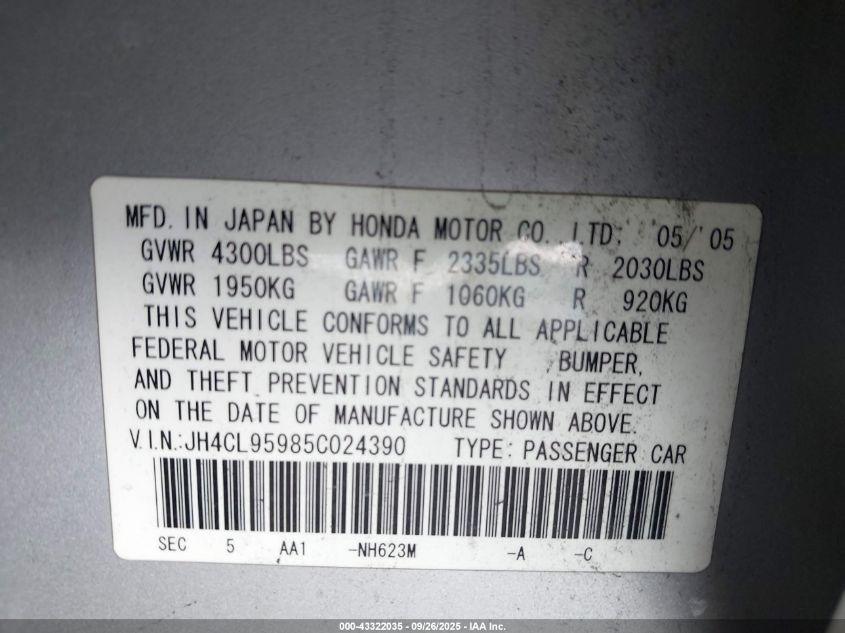 MFD. IN JAPAN BY HONDA MOTOR CO. LTD. 05/05
GVWR 4300LBS GAWR F 2335LBS R 2030LBS
GVWR 1950KG GAWR F 1060KG R 920KG
THIS VEHICLE CONFORMS TO ALL APPLICABLE
FEDERAL MOTOR VEHICLE SAFETY, BUMPER,
AND THEFT PREVENTION STANDARDS IN EFFECT
ON THE DATE OF MANUFACTURE SHOWN ABOVE.
V.I.N.:JH4CL95985C024390 TYPE: PASSENGER CAR
SEC 5 AA1 -NH623M -A -C
000-43322035 - 09/26/2025 - IAA Inc.